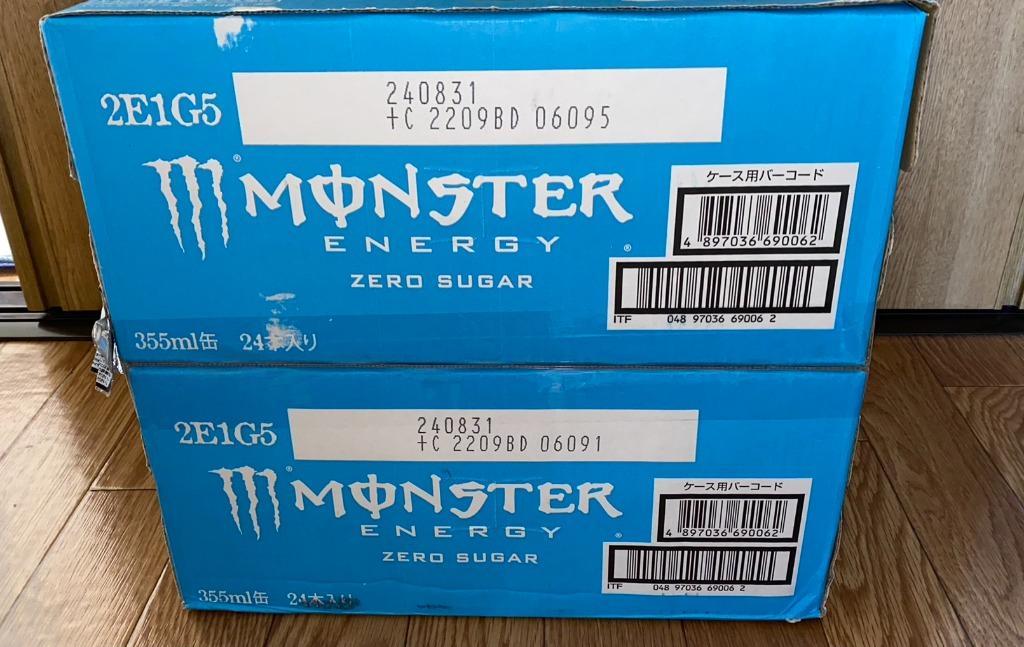 2E1G5
240831
+C 2209BD 06095
MONSTER
ENERGY
ZERO SUGAR
ケース用バーコード
4 897036 690062
ITF 048 97036 69006 2
355ml缶 24本入り
2E1G5
240831
+C 2209BD 06091
MONSTER
ENERGY
ZERO SUGAR
ケース用バーコード
4 897036 690062
ITF 048 97036 69006 2
355ml缶 24本入り